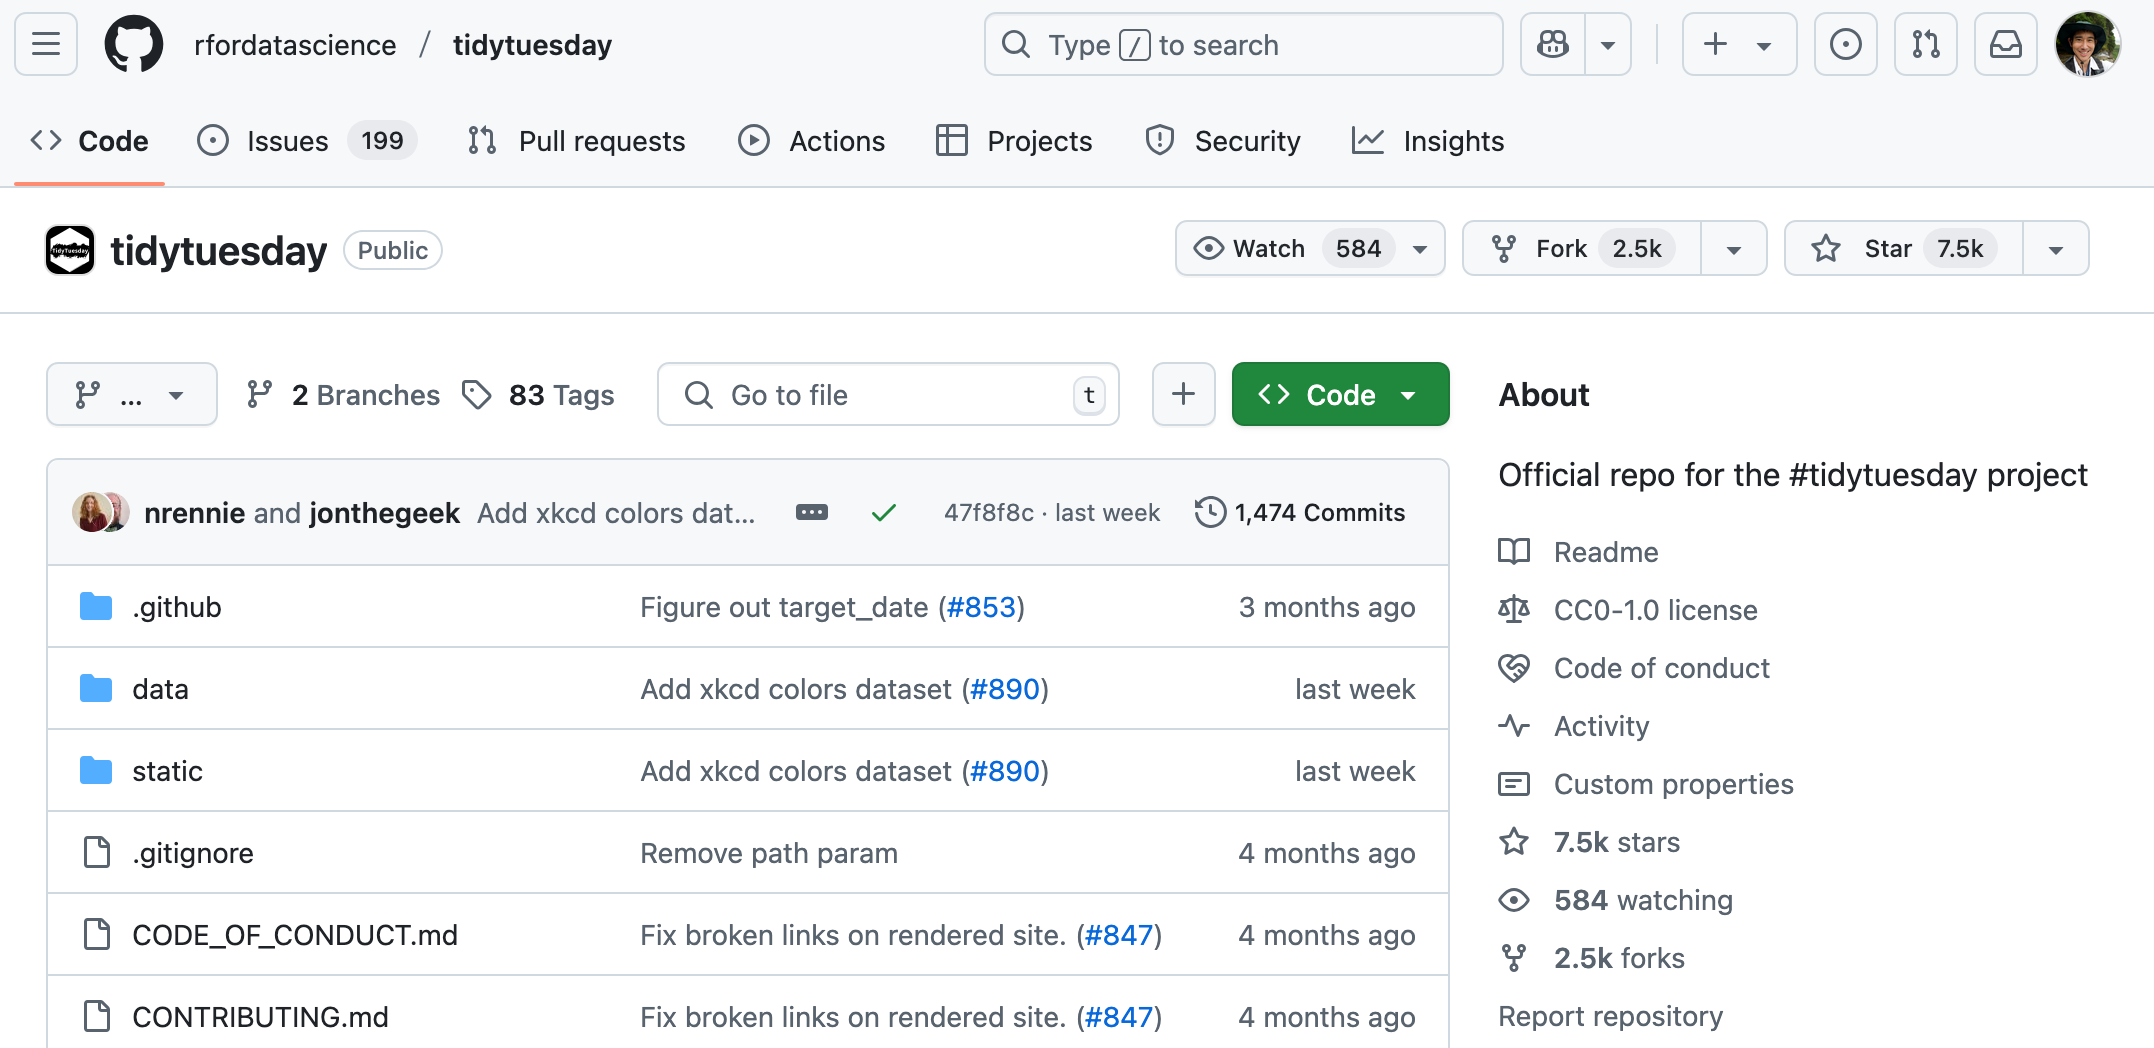 rfordatascience / tidytuesday Type / to search
Code Issues 199 Pull requests Actions Projects Security Insights
tidytuesday Public Watch 584 Fork 2.5k Star 7.5k
... 2 Branches 83 Tags Go to file t Code
nrennie and jonthegeek Add xkcd colors dat... 47f8f8c · last week 1,474 Commits
.github Figure out target_date (#853) 3 months ago
data Add xkcd colors dataset (#890) last week
static Add xkcd colors dataset (#890) last week
.gitignore Remove path param 4 months ago
CODE_OF_CONDUCT.md Fix broken links on rendered site. (#847) 4 months ago
CONTRIBUTING.md Fix broken links on rendered site. (#847) 4 months ago
About
Official repo for the #tidytuesday project
Readme
CC0-1.0 license
Code of conduct
Activity
Custom properties
7.5k stars
584 watching
2.5k forks
Report repository